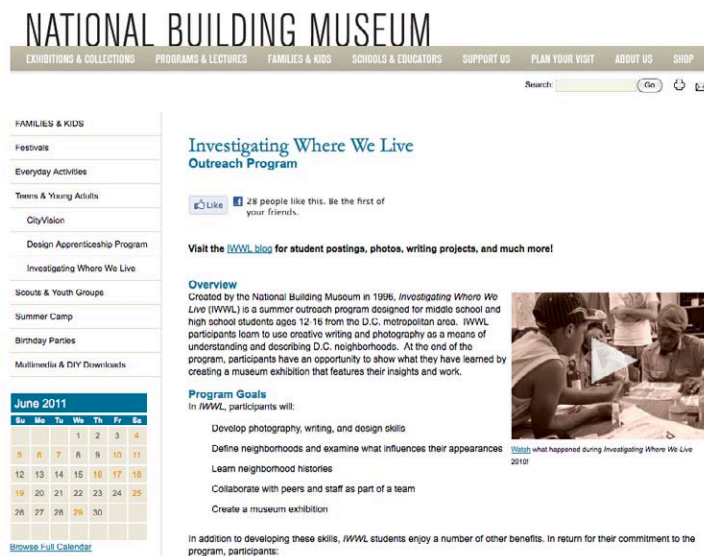 NATIONAL BUILDING MUSEUM
EXHIBITIONS & COLLECTIONS PROGRAMS & LECTURES FAMILIES & KIDS SCHOOLS & EDUCATORS SUPPORT US PLAN YOUR VISIT ABOUT US SHOP
Search: Go
FAMILIES & KIDS
Festivals
Everyday Activities
Teens & Young Adults
CityVision
Design Apprenticeship Program
Investigating Where We Live
Scouts & Youth Groups
Summer Camp
Birthday Parties
Multimedia & DIY Downloads
June 2011
Su Mo Tu We Th Fr Sa
1 2 3 4
5 6 7 8 9 10 11
12 13 14 15 16 17 18
19 20 21 22 23 24 25
26 27 28 29 30
Browse Full Calendar
Investigating Where We Live
Outreach Program
Like 28 people like this. Be the first of
your friends.
Visit the IWWL blog for student postings, photos, writing projects, and much more!
Overview
Created by the National Building Museum in 1996, Investigating Where We
Live (IWWL) is a summer outreach program designed for middle school and
high school students ages 12-16 from the D.C. metropolitan area. IWWL
participants learn to use creative writing and photography as a means of
understanding and describing D.C. neighborhoods. At the end of the
program, participants have an opportunity to show what they have learned by
creating a museum exhibition that features their insights and work.
Program Goals
In IWWL, participants will:
Develop photography, writing, and design skills
Define neighborhoods and examine what influences their appearances
Learn neighborhood histories
Collaborate with peers and staff as part of a team
Create a museum exhibition
Watch what happened during Investigating Where We Live
2010!
In addition to developing these skills, IWWL students enjoy a number of other benefits. In return for their commitment to the
program, participants: